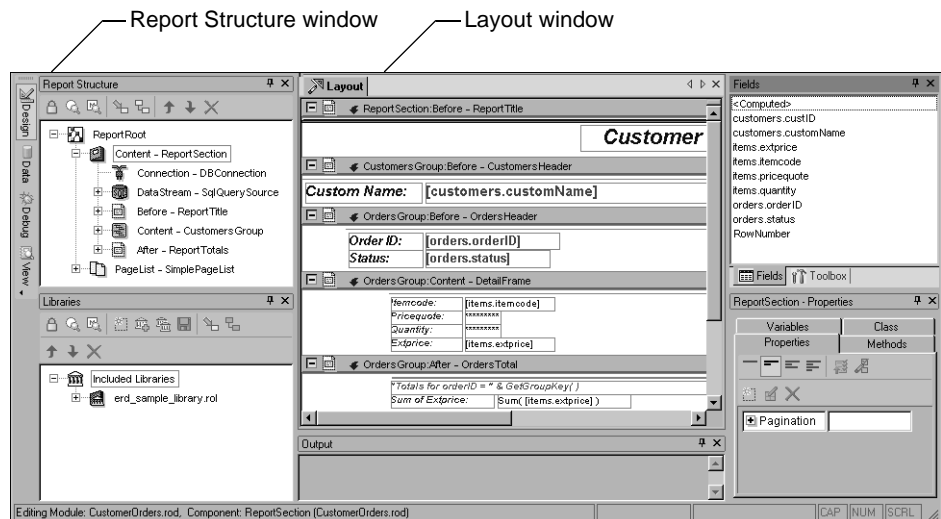 Report Structure window
Layout window
Design
Data
Debug
View
Report Structure
ReportRoot
Content – ReportSection
Connection – DBConnection
DataStream – SqlQuerySource
Before – ReportTitle
Content – CustomersGroup
After – ReportTotals
PageList – SimplePageList
Libraries
Included Libraries
erd_sample_library.rol
Layout
ReportSection:Before – ReportTitle
Customer
CustomersGroup:Before – CustomersHeader
Custom Name: [customers.customName]
OrdersGroup:Before – OrdersHeader
Order ID: [orders.orderID]
Status: [orders.status]
OrdersGroup:Content – DetailFrame
Itemcode: [items.itemcode]
Pricequote: *********
Quantity: *********
Extprice: [items.extprice]
OrdersGroup:After – OrdersTotal
"Totals for orderID = " & GetGroupKey( )
Sum of Extprice: Sum( [items.extprice] )
Output
Fields
<Computed>
customers.custID
customers.customName
items.extprice
items.itemcode
items.pricequote
items.quantity
orders.orderID
orders.status
RowNumber
Fields Toolbox
ReportSection - Properties
Variables Class
Properties Methods
Pagination
Editing Module: CustomerOrders.rod, Component: ReportSection (CustomerOrders.rod)
CAP NUM SCRL